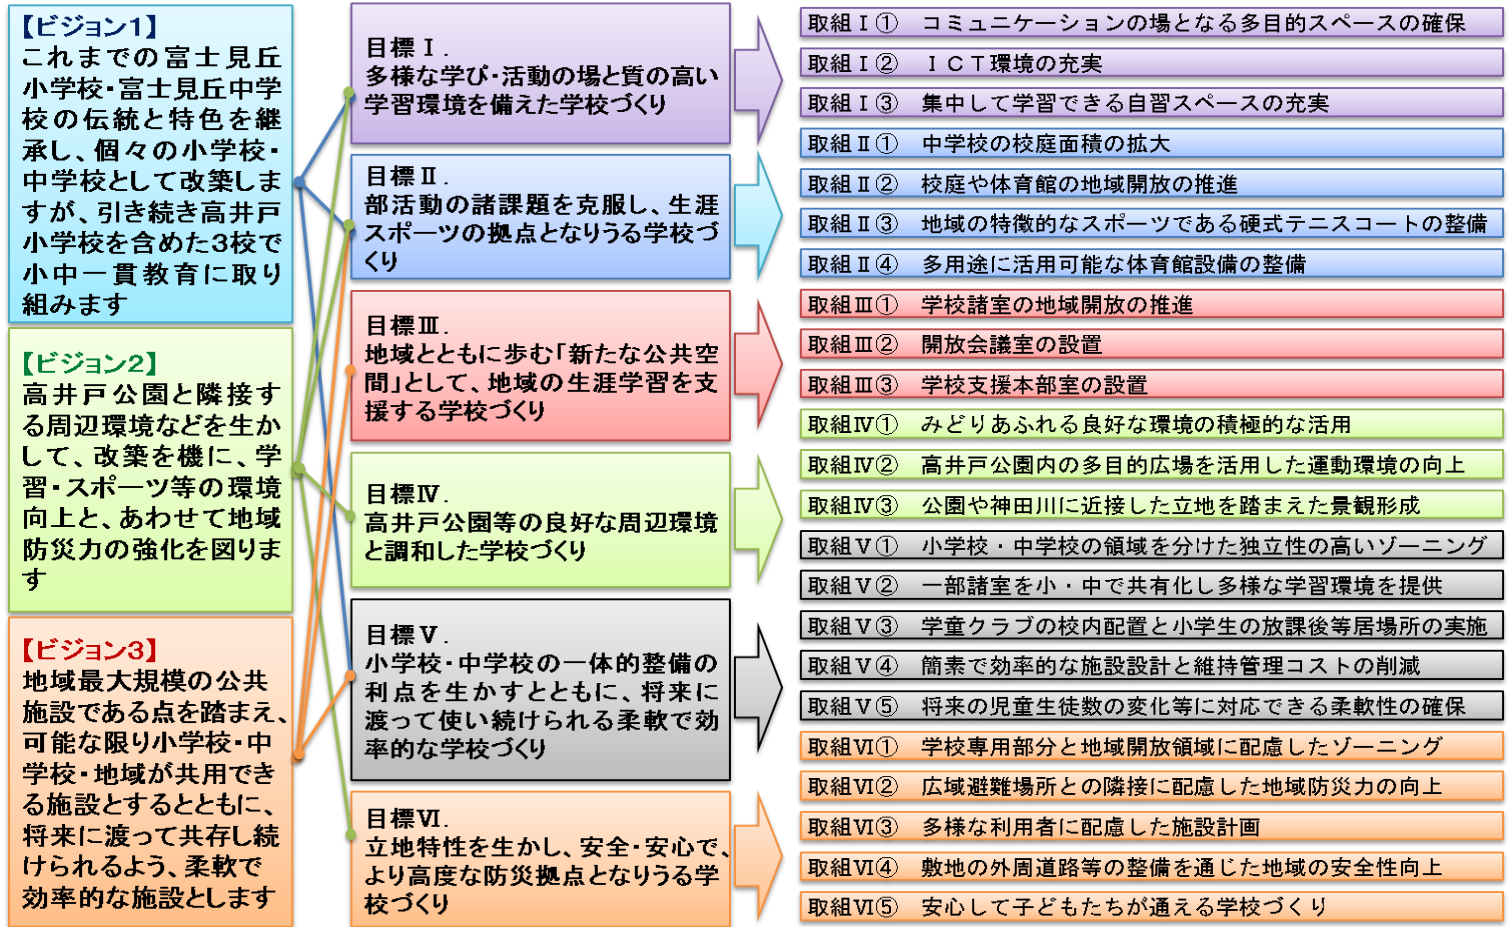 【ビジョン1】
これまでの富士見丘
小学校・富士見丘中学
校の伝統と特色を継
承し、個々の小学校・
中学校として改築しま
すが、引き続き高井戸
小学校を含めた3校で
小中一貫教育に取り
組みます
【ビジョン2】
高井戸公園と隣接す
る周辺環境などを生か
して、改築を機に、学
習・スポーツ等の環境
向上と、あわせて地域
防災力の強化を図りま
す
【ビジョン3】
地域最大規模の公共
施設である点を踏まえ、
可能な限り小学校・中
学校・地域が共用でき
る施設とするとともに、
将来に渡って共存し続
けられるよう、柔軟で
効率的な施設とします
目標Ⅰ.
多様な学び・活動の場と質の高い
学習環境を備えた学校づくり
目標Ⅱ.
部活動の諸課題を克服し、生涯
スポーツの拠点となりうる学校づ
くり
目標Ⅲ.
地域とともに歩む「新たな公共空
間」として、地域の生涯学習を支
援する学校づくり
目標Ⅳ.
高井戸公園等の良好な周辺環境
と調和した学校づくり
目標Ⅴ.
小学校・中学校の一体的整備の
利点を生かすとともに、将来に
渡って使い続けられる柔軟で効
率的な学校づくり
目標Ⅵ.
立地特性を生かし、安全・安心で、
より高度な防災拠点となりうる学
校づくり
取組Ⅰ① コミュニケーションの場となる多目的スペースの確保
取組Ⅰ② ＩＣＴ環境の充実
取組Ⅰ③ 集中して学習できる自習スペースの充実
取組Ⅱ① 中学校の校庭面積の拡大
取組Ⅱ② 校庭や体育館の地域開放の推進
取組Ⅱ③ 地域の特徴的なスポーツである硬式テニスコートの整備
取組Ⅱ④ 多用途に活用可能な体育館設備の整備
取組Ⅲ① 学校諸室の地域開放の推進
取組Ⅲ② 開放会議室の設置
取組Ⅲ③ 学校支援本部室の設置
取組Ⅳ① みどりあふれる良好な環境の積極的な活用
取組Ⅳ② 高井戸公園内の多目的広場を活用した運動環境の向上
取組Ⅳ③ 公園や神田川に近接した立地を踏まえた景観形成
取組Ⅴ① 小学校・中学校の領域を分けた独立性の高いゾーニング
取組Ⅴ② 一部諸室を小・中で共有化し多様な学習環境を提供
取組Ⅴ③ 学童クラブの校内配置と小学生の放課後等居場所の実施
取組Ⅴ④ 簡素で効率的な施設設計と維持管理コストの削減
取組Ⅴ⑤ 将来の児童生徒数の変化等に対応できる柔軟性の確保
取組Ⅵ① 学校専用部分と地域開放領域に配慮したゾーニング
取組Ⅵ② 広域避難場所との隣接に配慮した地域防災力の向上
取組Ⅵ③ 多様な利用者に配慮した施設計画
取組Ⅵ④ 敷地の外周道路等の整備を通じた地域の安全性向上
取組Ⅵ⑤ 安心して子どもたちが通える学校づくり